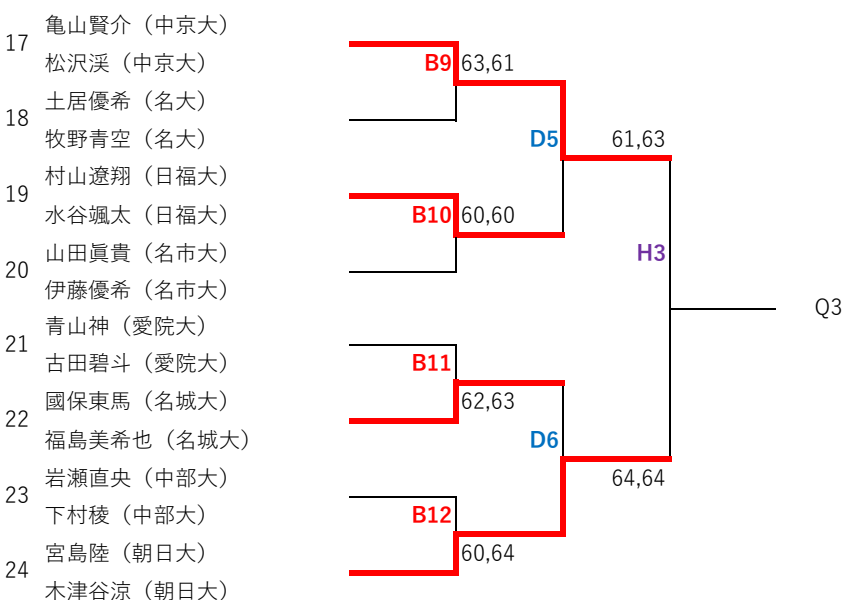 亀山賢介（中京大）
17
松沢渓（中京大）
B9 63,61
土居優希（名大）
18
牧野青空（名大）
D5 61,63
村山遼翔（日福大）
19
水谷颯太（日福大）
B10 60,60
山田眞貴（名市大）
H3
20
伊藤優希（名市大）
Q3
青山神（愛院大）
21
古田碧斗（愛院大）
B11
國保東馬（名城大）
62,63
22
福島美希也（名城大）
D6
岩瀬直央（中部大）
64,64
23
下村稜（中部大）
B12
宮島陸（朝日大）
60,64
24
木津谷涼（朝日大）